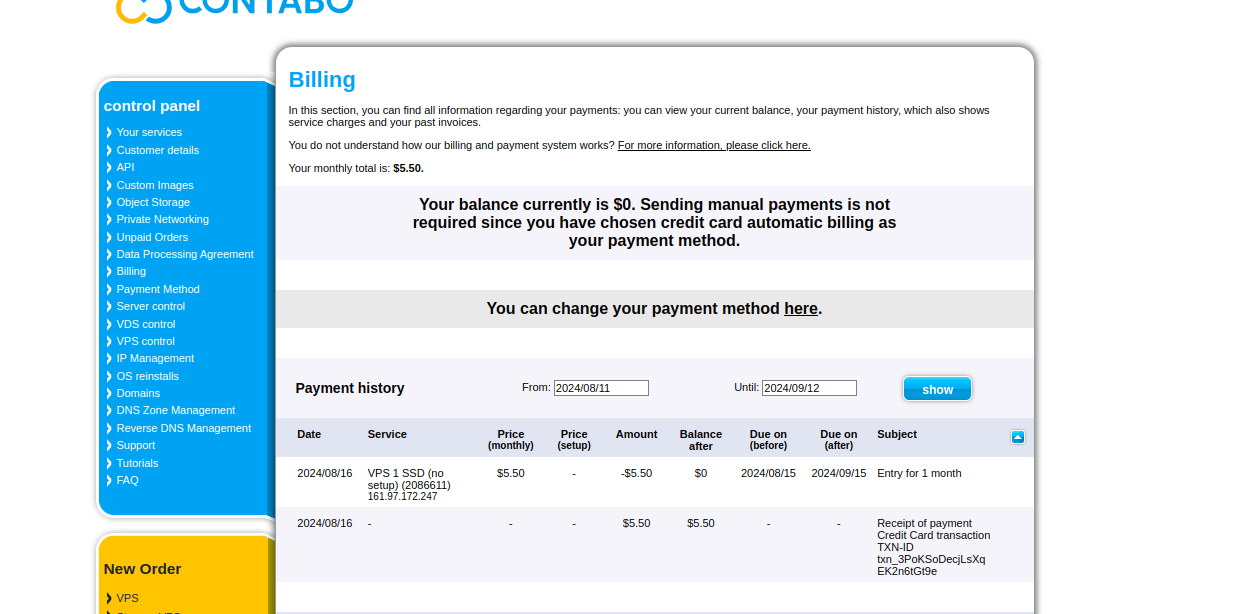 CONTABO
Billing
In this section, you can find all information regarding your payments: you can view your current balance, your payment history, which also shows
service charges and your past invoices.
You do not understand how our billing and payment system works? For more information, please click here.
Your monthly total is: $5.50.
Your balance currently is $0. Sending manual payments is not
required since you have chosen credit card automatic billing as
your payment method.
You can change your payment method here.
Payment history From: 2024/08/11 Until: 2024/09/12 show
Date Service Price (monthly) Price (setup) Amount Balance after Due on (before) Due on (after) Subject
2024/08/16 VPS 1 SSD (no $5.50 - -$5.50 $0 2024/08/15 2024/09/15 Entry for 1 month
setup) (2086611)
161.97.172.247
2024/08/16 - - - $5.50 $5.50 - - Receipt of payment
Credit Card transaction
TXN-ID
txn_3PoKSoDecjLsXq
EK2n6tGt9e
control panel
Your services
Customer details
API
Custom Images
Object Storage
Private Networking
Unpaid Orders
Data Processing Agreement
Billing
Payment Method
Server control
VDS control
VPS control
IP Management
OS reinstalls
Domains
DNS Zone Management
Reverse DNS Management
Support
Tutorials
FAQ
New Order
VPS